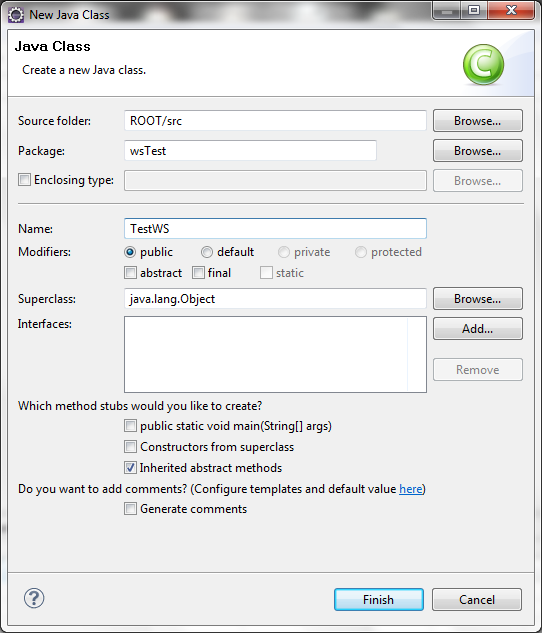 New Java Class
Java Class
Create a new Java class.
C
Source folder: ROOT/src Browse...
Package: wsTest Browse...
Enclosing type: Browse...
Name: TestWS
Modifiers: public default private protected
abstract final static
Superclass: java.lang.Object Browse...
Interfaces: Add...
Remove
Which method stubs would you like to create?
public static void main(String[] args)
Constructors from superclass
Inherited abstract methods
Do you want to add comments? (Configure templates and default value here)
Generate comments
? Finish Cancel